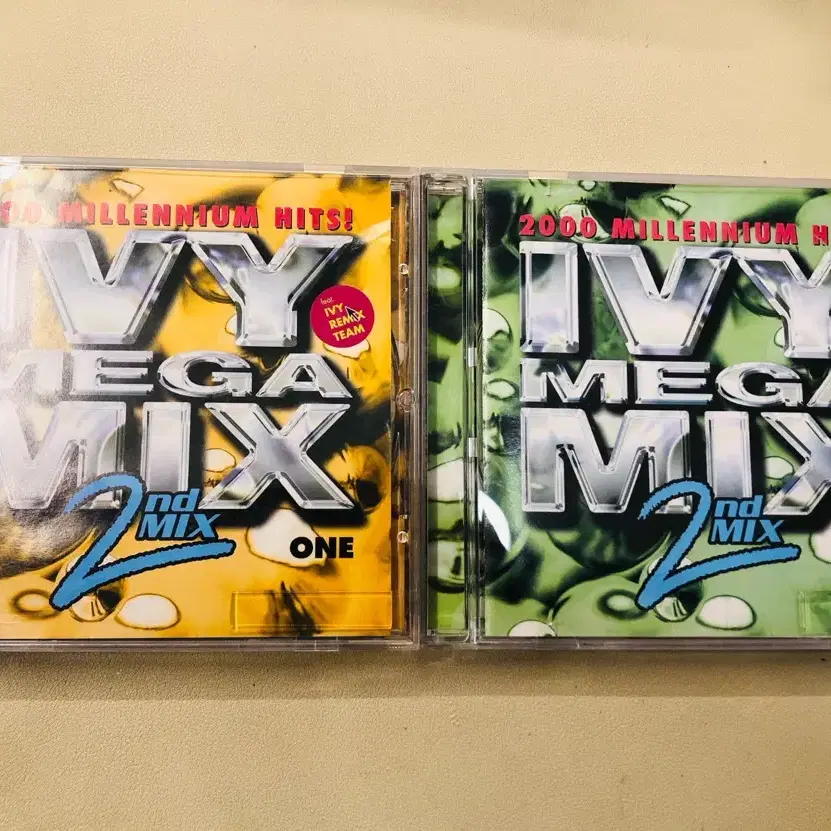 00 MILLENNIUM HITS!
IVY
MEGA
MIX
2nd
MIX
feat.
IVY
REMIX
TEAM
ONE
2000 MILLENNIUM H
IVY
MEGA
MIX
2nd
MIX